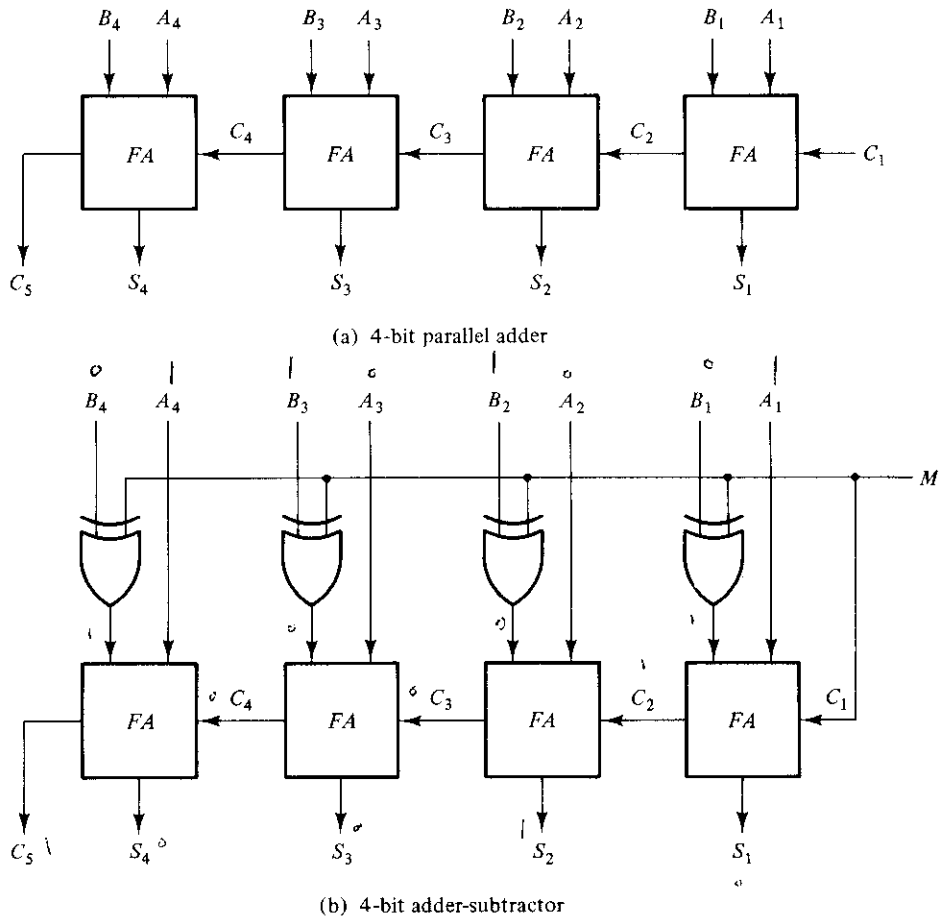 B4 A4 B3 A3 B2 A2 B1 A1
FA C4 FA C3 FA C2 FA C1
C5 S4 S3 S2 S1
(a) 4-bit parallel adder
0 1 1 0 1 0 0 1
B4 A4 B3 A3 B2 A2 B1 A1
M
1 0 0 1
1
FA 0 C4 FA 0 C3 FA C2 FA C1
C5 1 S4 0 S3 0 1 S2 S1
0
(b) 4-bit adder-subtractor